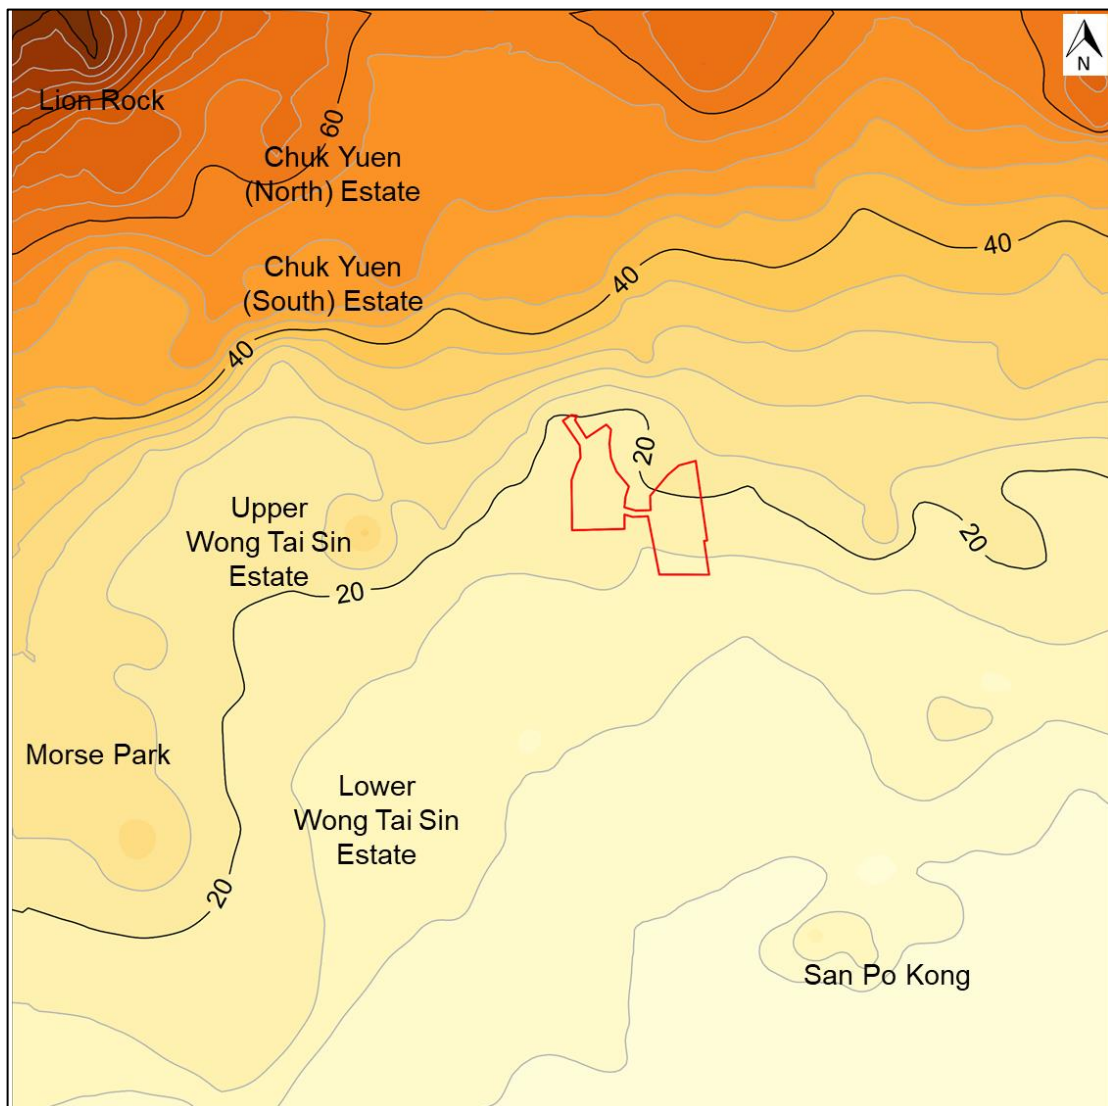 N
Lion Rock
60
Chuk Yuen
(North) Estate
40
Chuk Yuen
(South) Estate
40
40
20
Upper
Wong Tai Sin
Estate
20
20
Morse Park
Lower
Wong Tai Sin
Estate
20
San Po Kong